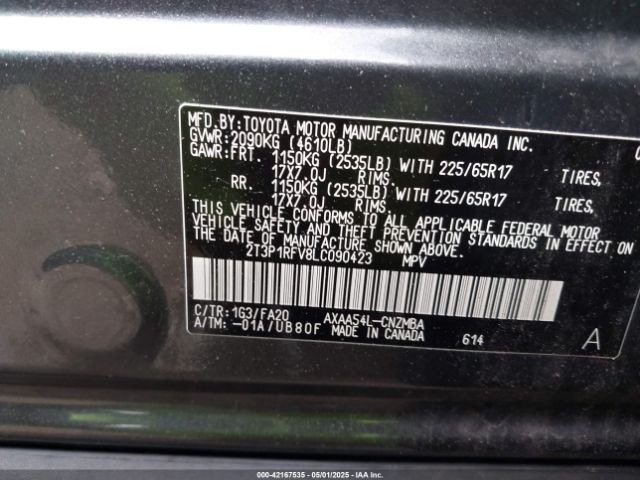 MFD.BY:TOYOTA MOTOR MANUFACTURING CANADA INC.
GVWR:2090KG (4610LB)
GAWR:FRT. 1150KG (2535LB) WITH 225/65R17 TIRES,
17X7.0J RIMS.
RR. 1150KG (2535LB) WITH 225/65R17 TIRES,
17X7.0J RIMS.
THIS VEHICLE CONFORMS TO ALL APPLICABLE FEDERAL MOTOR
VEHICLE SAFETY AND THEFT PREVENTION STANDARDS IN EFFECT ON
THE DATE OF MANUFACTURE SHOWN ABOVE.
2T3P1RFV8LC090423 MPV
C/TR:1G3/FA20 AXAA54L-CNZMBA
A/TM:-01A/UB80F MADE IN CANADA 614 A
000-42167535 - 05/01/2025 - IAA Inc.